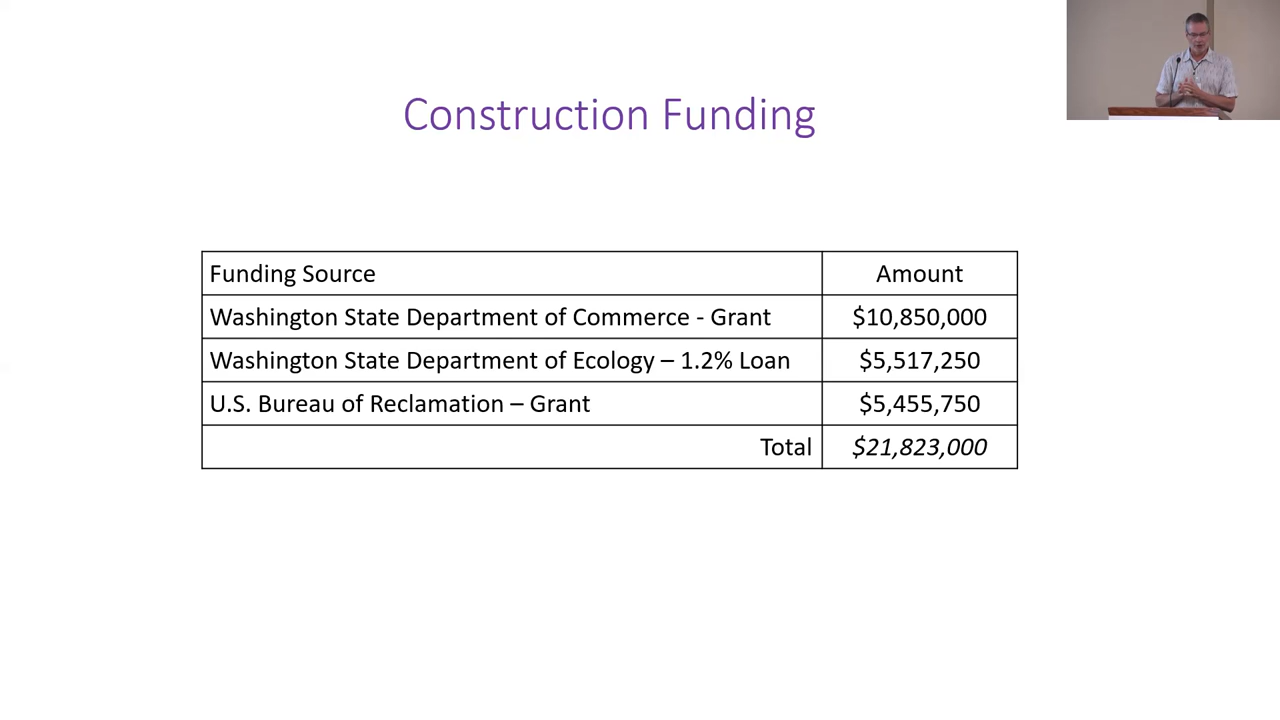 Construction Funding
Funding Source Amount
Washington State Department of Commerce - Grant $10,850,000
Washington State Department of Ecology – 1.2% Loan $5,517,250
U.S. Bureau of Reclamation – Grant $5,455,750
Total $21,823,000